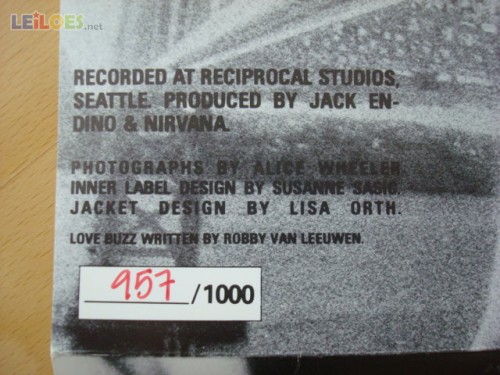 LEiLOES.net
RECORDED AT RECIPROCAL STUDIOS,
SEATTLE. PRODUCED BY JACK EN-
DINO & NIRVANA.
PHOTOGRAPHS BY ALICE WHEELER
INNER LABEL DESIGN BY SUSANNE SASIC.
JACKET DESIGN BY LISA ORTH.
LOVE BUZZ WRITTEN BY ROBBY VAN LEEUWEN.
957/1000